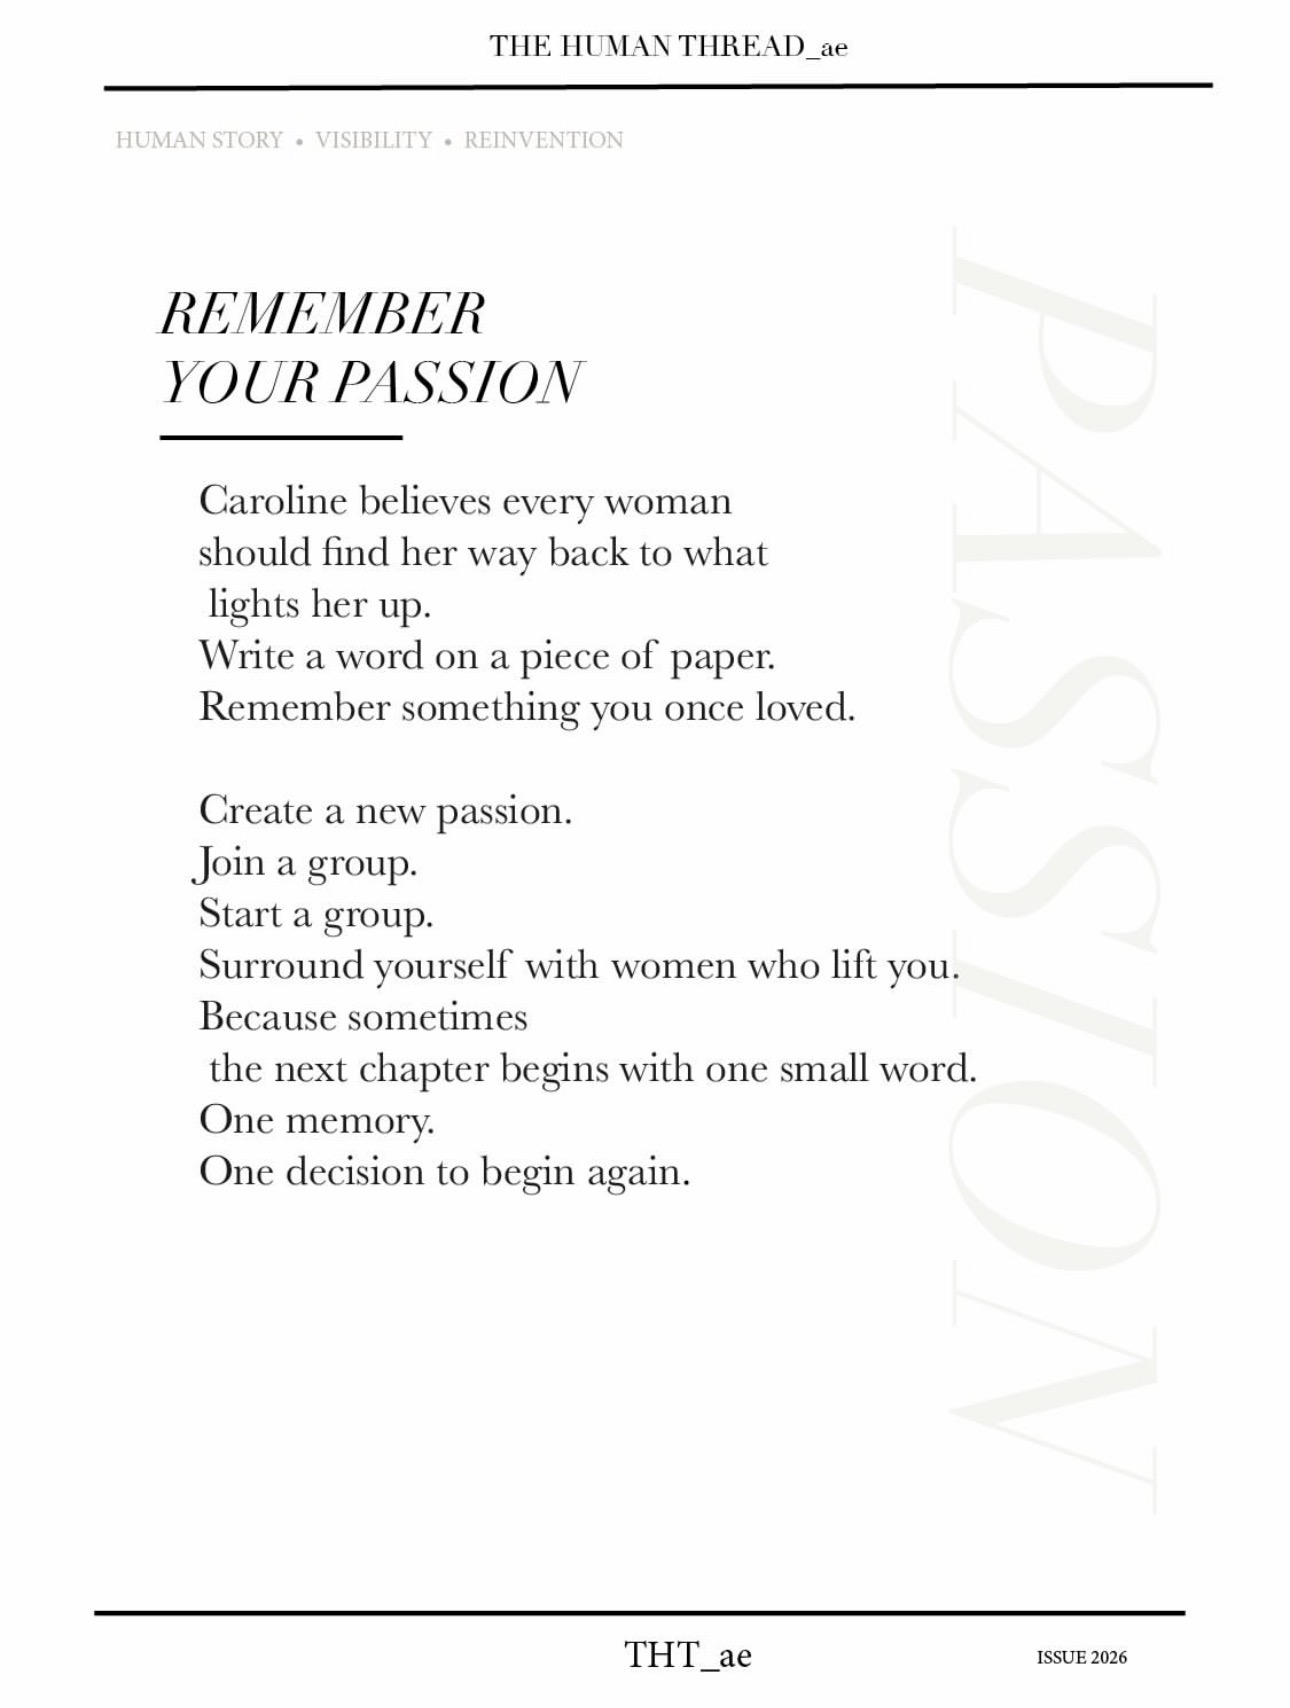 THE HUMAN THREAD_ae
HUMAN STORY • VISIBILITY • REINVENTION
REMEMBER
YOUR PASSION
Caroline believes every woman
should find her way back to what
lights her up.
Write a word on a piece of paper.
Remember something you once loved.
Create a new passion.
Join a group.
Start a group.
Surround yourself with women who lift you.
Because sometimes
the next chapter begins with one small word.
One memory.
One decision to begin again.
PASSION
THT_ae
ISSUE 2026